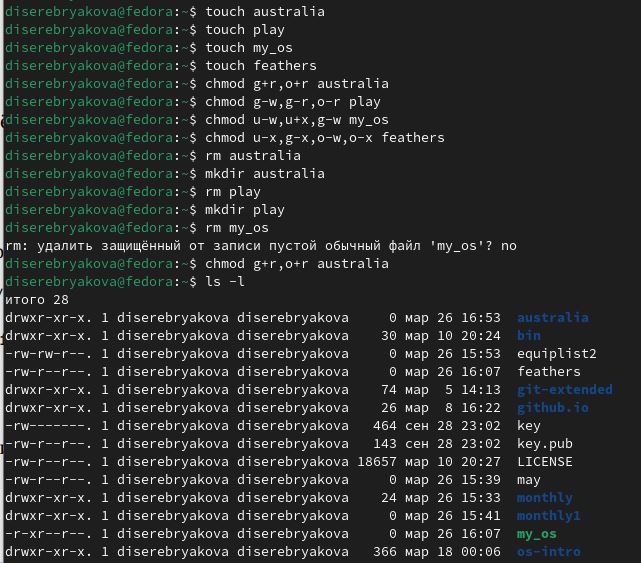 diserebryakova@fedora:~$ touch australia
diserebryakova@fedora:~$ touch play
diserebryakova@fedora:~$ touch my_os
diserebryakova@fedora:~$ touch feathers
diserebryakova@fedora:~$ chmod g+r,o+r australia
diserebryakova@fedora:~$ chmod g-w,g-r,o-r play
diserebryakova@fedora:~$ chmod u-w,u+x,g-w my_os
diserebryakova@fedora:~$ chmod u-x,g-x,o-w,o-x feathers
diserebryakova@fedora:~$ rm australia
diserebryakova@fedora:~$ mkdir australia
diserebryakova@fedora:~$ rm play
diserebryakova@fedora:~$ mkdir play
diserebryakova@fedora:~$ rm my_os
rm: удалить защищённый от записи пустой обычный файл 'my_os'? no
diserebryakova@fedora:~$ chmod g+r,o+r australia
diserebryakova@fedora:~$ ls -l
итого 28
drwxr-xr-x. 1 diserebryakova diserebryakova     0 мар 26 16:53  australia
drwxr-xr-x. 1 diserebryakova diserebryakova    30 мар 10 20:24  bin
-rw-rw-r--. 1 diserebryakova diserebryakova     0 мар 26 15:53  equiplist2
-rw-r--r--. 1 diserebryakova diserebryakova     0 мар 26 16:07  feathers
drwxr-xr-x. 1 diserebryakova diserebryakova    74 мар  5 14:13  git-extended
drwxr-xr-x. 1 diserebryakova diserebryakova    26 мар  8 16:22  github.io
-rw-------. 1 diserebryakova diserebryakova   464 сен 28 23:02  key
-rw-r--r--. 1 diserebryakova diserebryakova   143 сен 28 23:02  key.pub
-rw-r--r--. 1 diserebryakova diserebryakova 18657 мар 10 20:27  LICENSE
-rw-r--r--. 1 diserebryakova diserebryakova     0 мар 26 15:39  may
drwxr-xr-x. 1 diserebryakova diserebryakova    24 мар 26 15:33  monthly
drwxr-xr-x. 1 diserebryakova diserebryakova     0 мар 26 15:41  monthly1
-r-xr--r--. 1 diserebryakova diserebryakova     0 мар 26 16:07  my_os
drwxr-xr-x. 1 diserebryakova diserebryakova   366 мар 18 00:06  os-intro